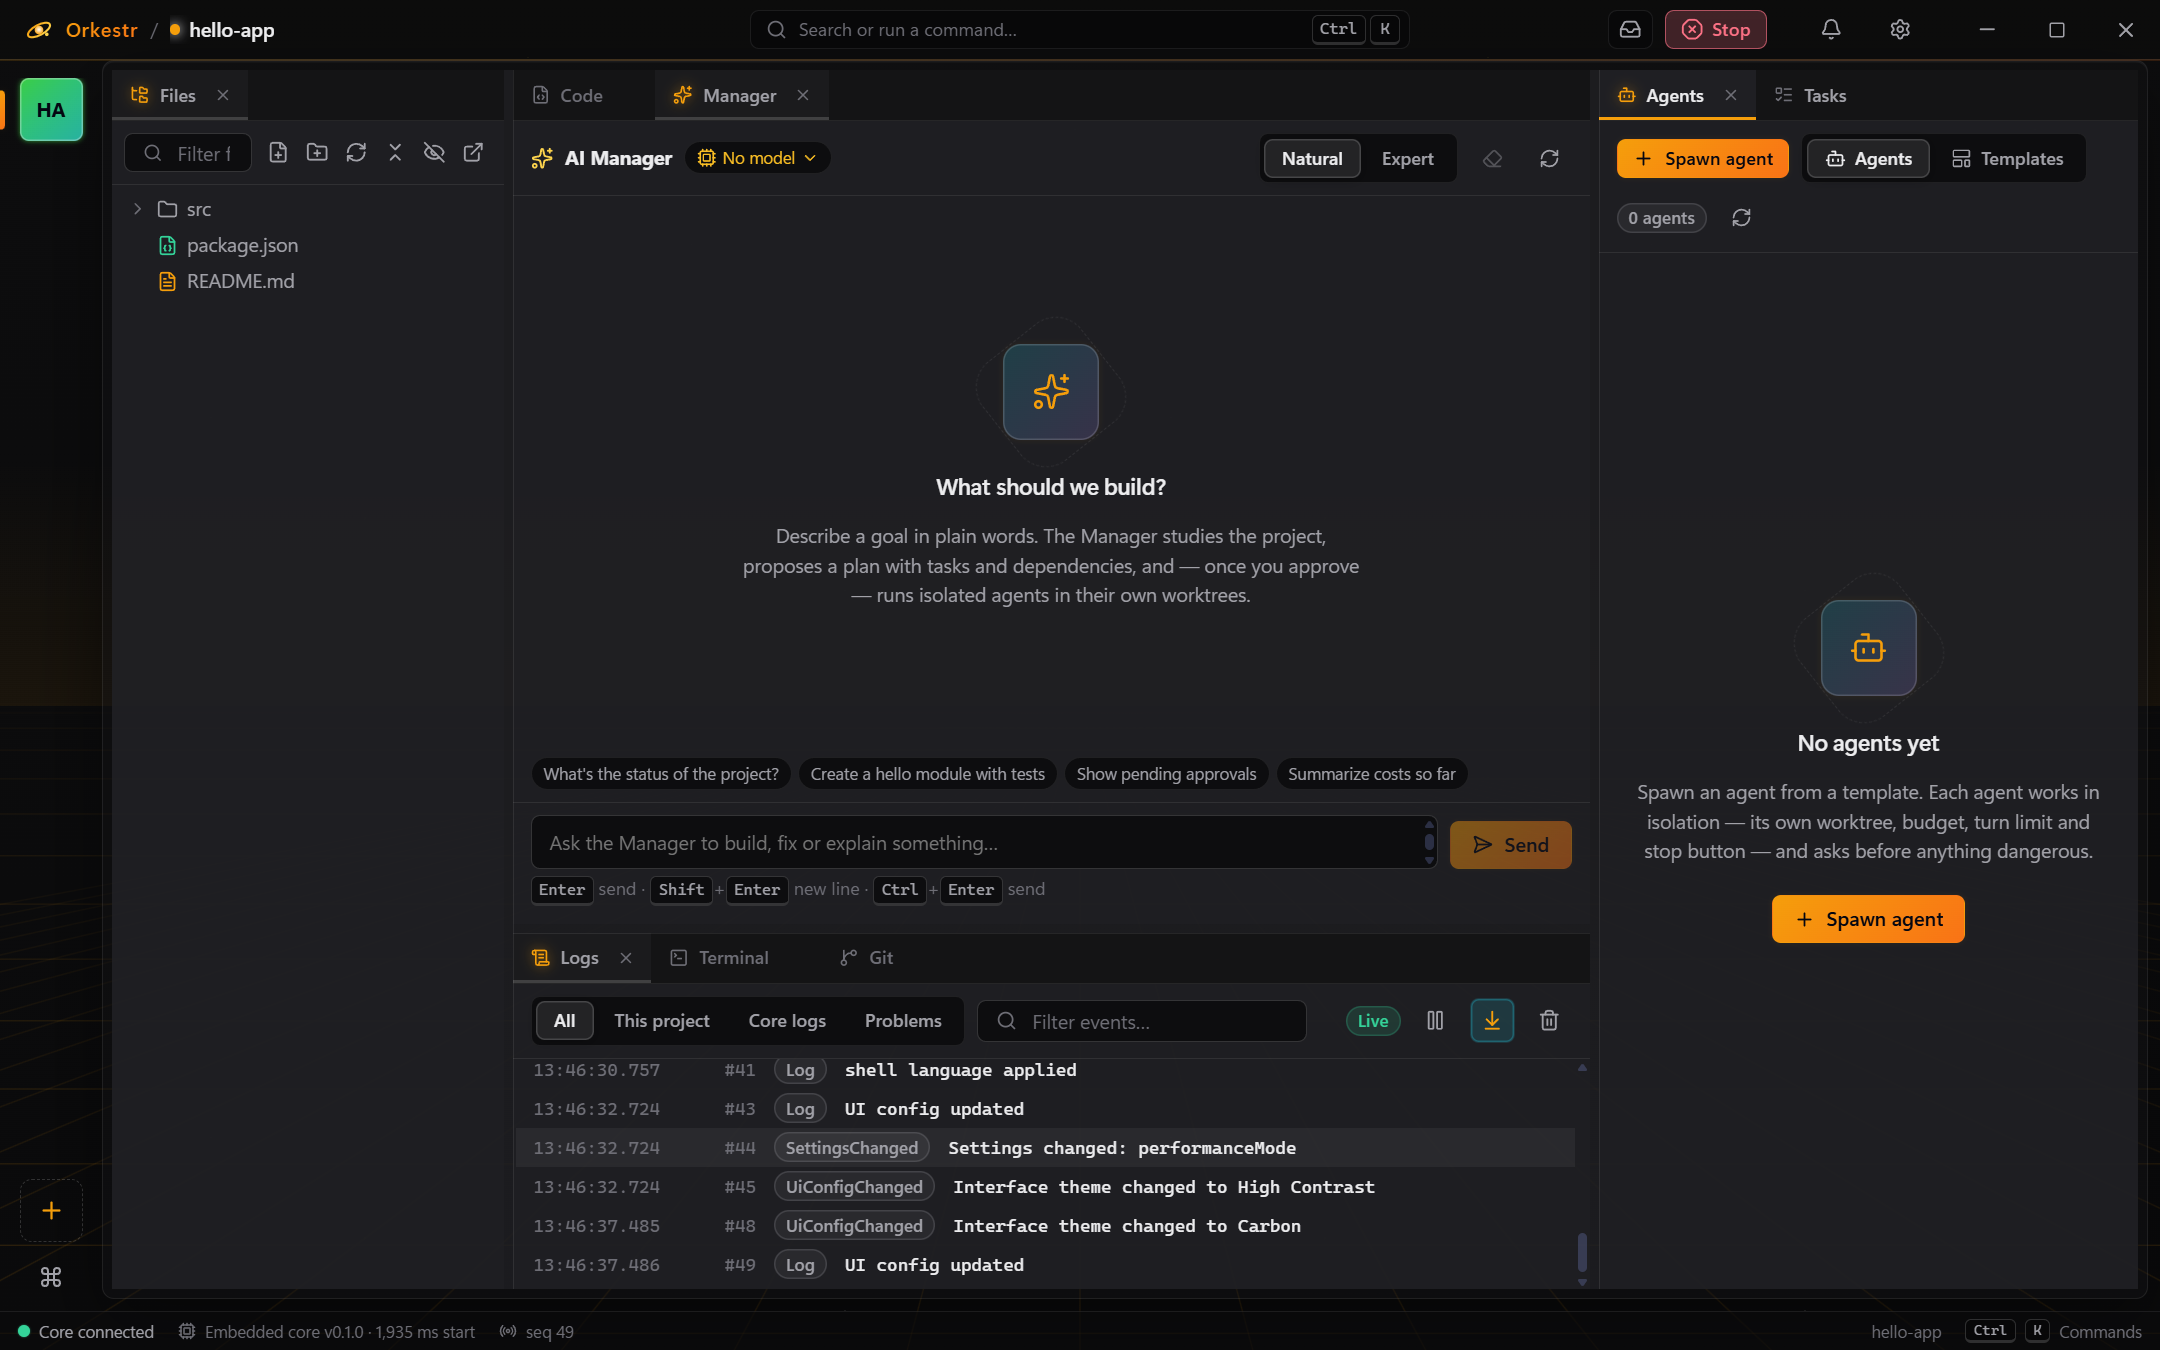 Orkestr / hello-app
Search or run a command...
Ctrl K
Stop
HA
Files
Filter f
src
package.json
README.md
Code
Manager
AI Manager
No model
Natural
Expert
What should we build?
Describe a goal in plain words. The Manager studies the project,
proposes a plan with tasks and dependencies, and — once you approve
— runs isolated agents in their own worktrees.
What's the status of the project?
Create a hello module with tests
Show pending approvals
Summarize costs so far
Ask the Manager to build, fix or explain something...
Send
Enter send · Shift + Enter new line · Ctrl + Enter send
Logs
Terminal
Git
All
This project
Core logs
Problems
Filter events...
Live
13:46:30.757 #41 Log shell language applied
13:46:32.724 #43 Log UI config updated
13:46:32.724 #44 SettingsChanged Settings changed: performanceMode
13:46:32.724 #45 UiConfigChanged Interface theme changed to High Contrast
13:46:37.485 #48 UiConfigChanged Interface theme changed to Carbon
13:46:37.486 #49 Log UI config updated
Agents
Tasks
+ Spawn agent
Agents
Templates
0 agents
No agents yet
Spawn an agent from a template. Each agent works in
isolation — its own worktree, budget, turn limit and
stop button — and asks before anything dangerous.
+ Spawn agent
Core connected
Embedded core v0.1.0 · 1,935 ms start
seq 49
hello-app
Ctrl K Commands